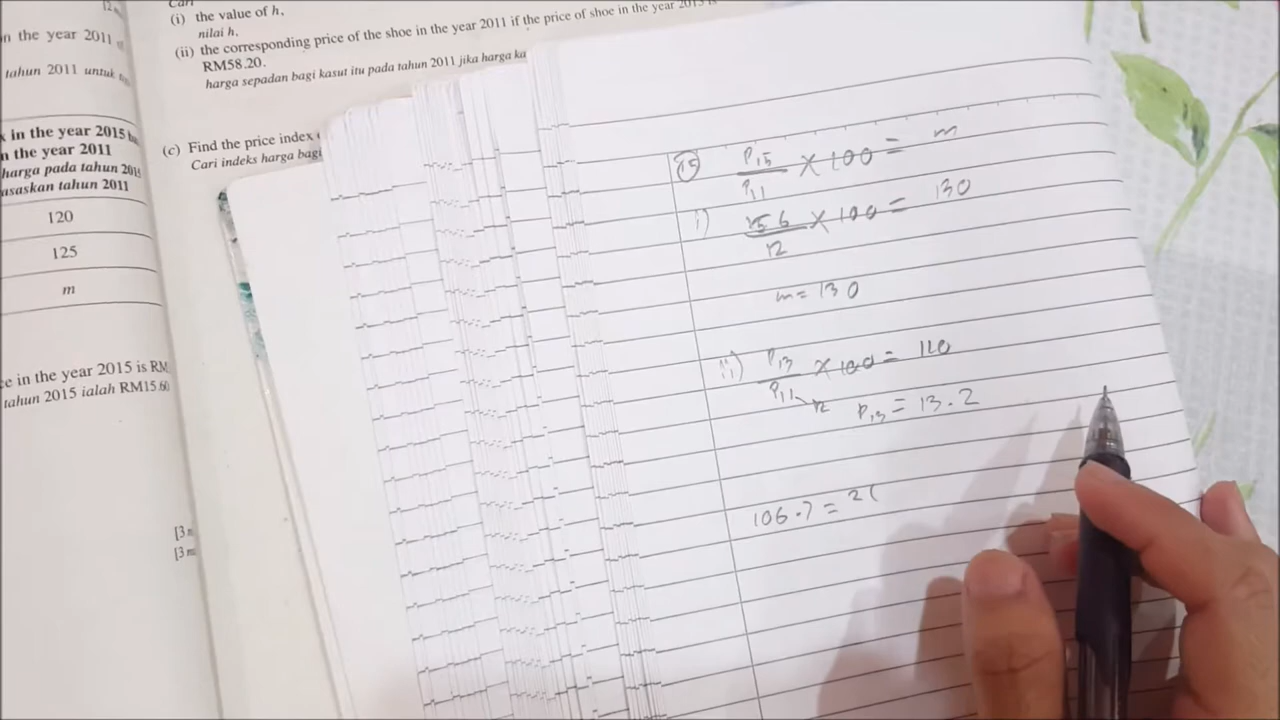 (i) the value of h,
nilai h,
(ii) the corresponding price of the shoe in the year 2011 if the price of shoe in the year 2015 is
RM58.20.
harga sepadan bagi kasut itu pada tahun 2011 jika harga ka
(c) Find the price index
Cari indeks harga bagi
n the year 2011
tahun 2011 untuk
x in the year 2015
n the year 2011
harga pada tahun 2015
asaskan tahun 2011
120
125
m
ce in the year 2015 is RM
tahun 2015 ialah RM15.60
[3 m
[3 m
15 P15/P11 × 100 = m
i) 15.6/12 × 100 = 130
m = 130
ii) P13/P11 × 100 = 110
12 P13 = 13.2
106.7 = 2(